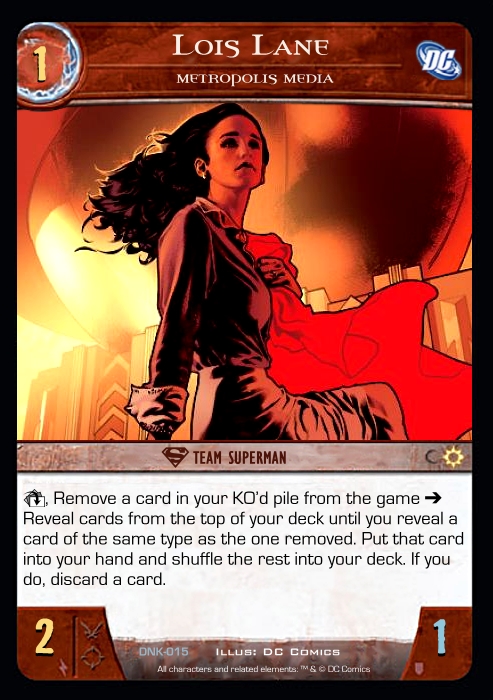 1
Lois Lane
DC
METROPOLIS MEDIA
TEAM SUPERMAN
, Remove a card in your KO'd pile from the game ➔
Reveal cards from the top of your deck until you reveal a
card of the same type as the one removed. Put that card
into your hand and shuffle the rest into your deck. If you
do, discard a card.
2
DNK-015 Illus: DC Comics
1
All characters and related elements: ™ & © DC Comics